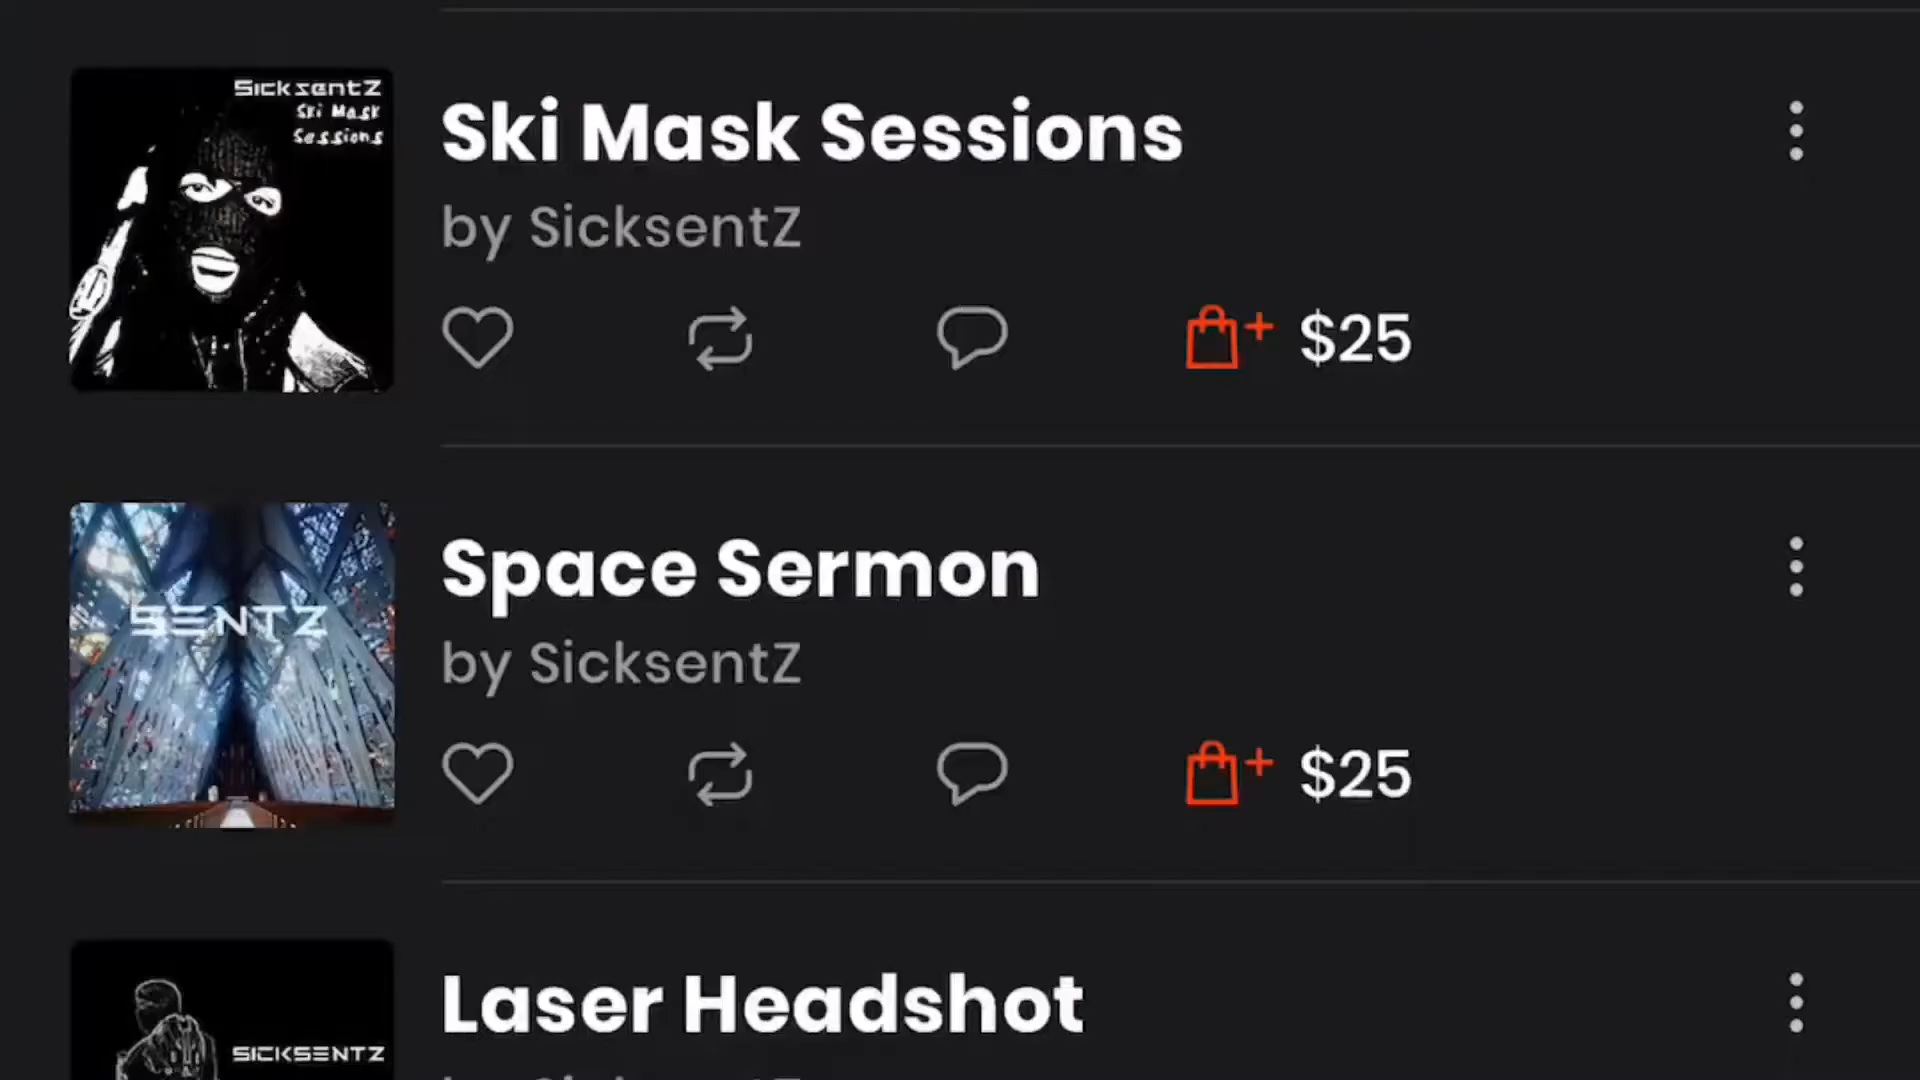 SicksentZ
Ski Mask
Sessions
Ski Mask Sessions
by SicksentZ
$25
SENTZ
Space Sermon
by SicksentZ
$25
SICKSENTZ
Laser Headshot